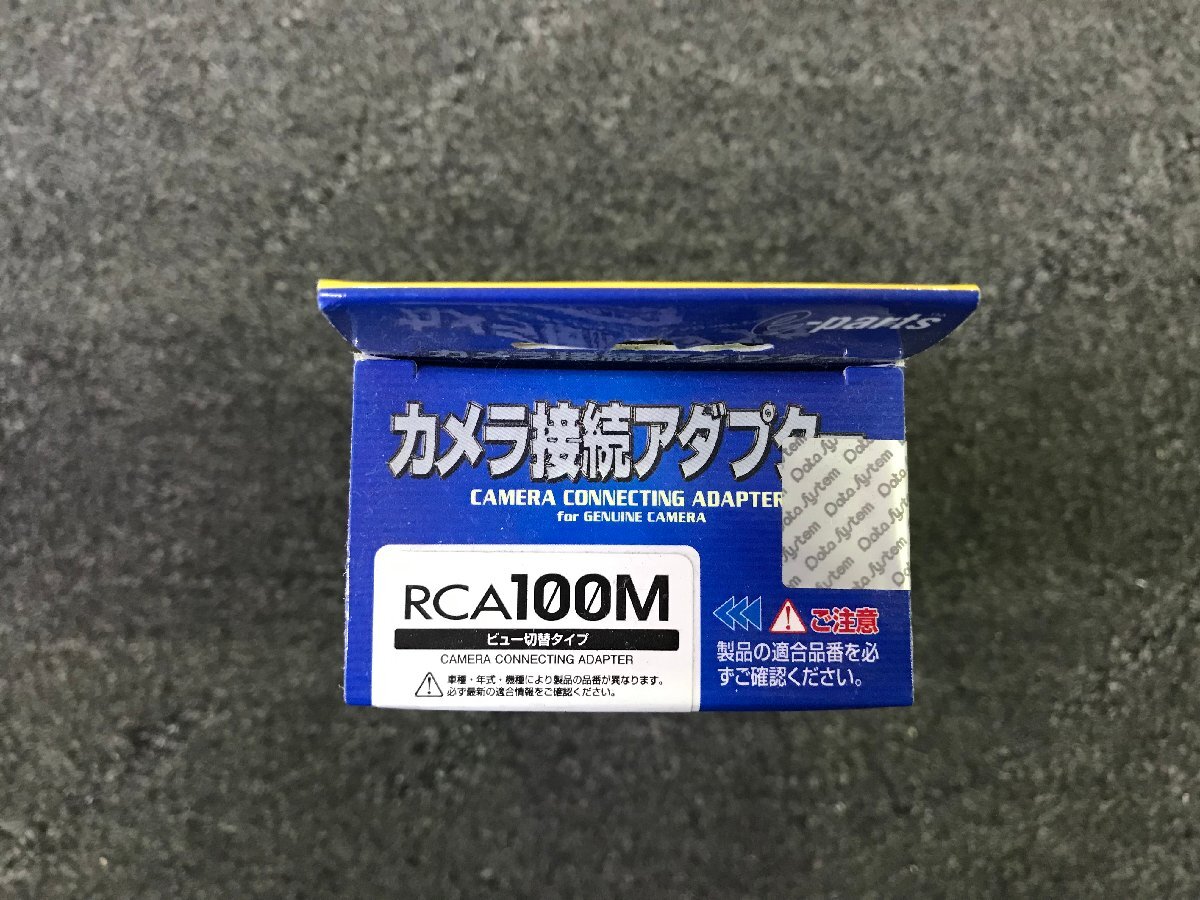 -parts
カメラ接続アダプター
CAMERA CONNECTING ADAPTER
for GENUINE CAMERA
Data System
RCA100M
ビュー切替タイプ
CAMERA CONNECTING ADAPTER
車種・年式・機種により製品の品番が異なります。
必ず最新の適合情報をご確認ください。
ご注意
製品の適合品番を必
ずご確認ください。